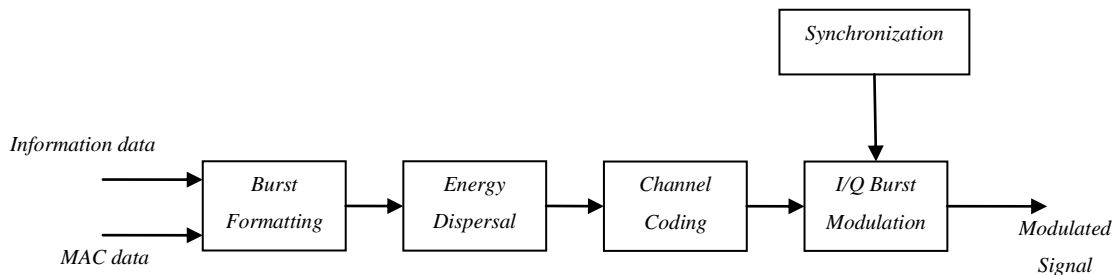 Synchronization
Information data
Burst
Formatting
Energy
Dispersal
Channel
Coding
I/Q Burst
Modulation
MAC data
Modulated
Signal